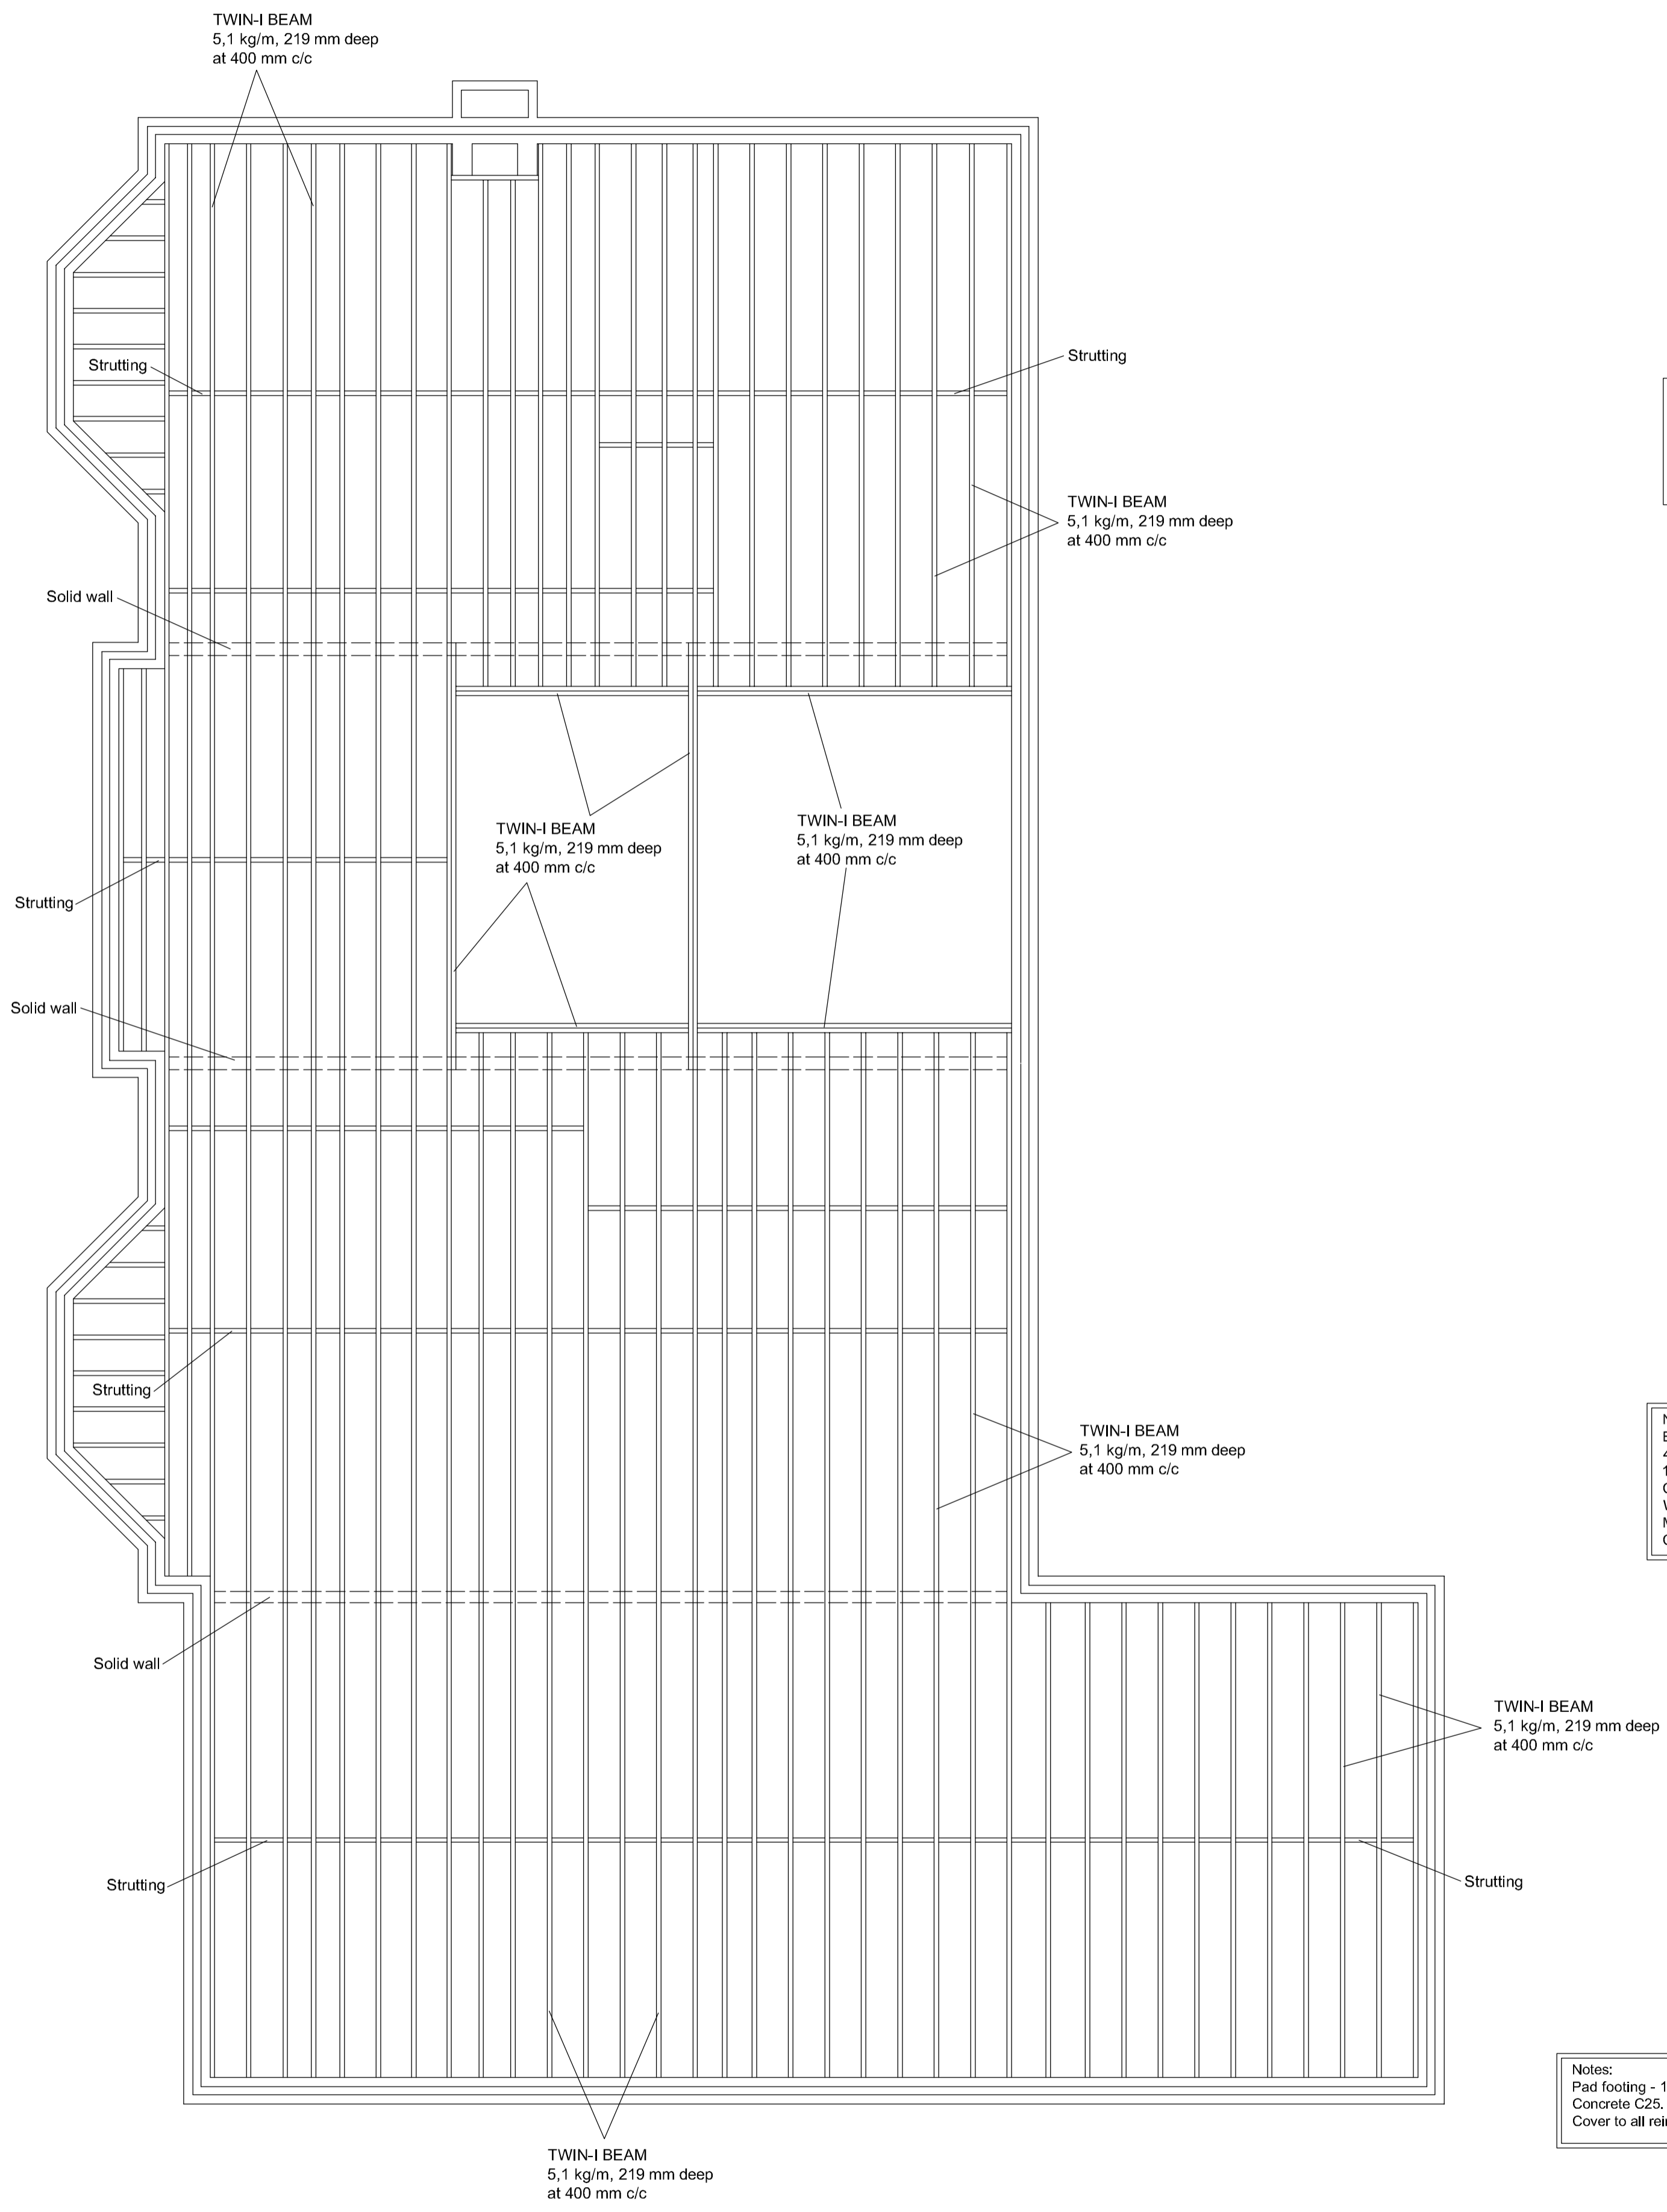 TWIN-I BEAM
5,1 kg/m, 219 mm deep
at 400 mm c/c
Strutting
Strutting
TWIN-I BEAM
5,1 kg/m, 219 mm deep
at 400 mm c/c
Solid wall
TWIN-I BEAM
5,1 kg/m, 219 mm deep
at 400 mm c/c
TWIN-I BEAM
5,1 kg/m, 219 mm deep
at 400 mm c/c
Strutting
Solid wall
Strutting
TWIN-I BEAM
5,1 kg/m, 219 mm deep
at 400 mm c/c
Solid wall
TWIN-I BEAM
5,1 kg/m, 219 mm deep
at 400 mm c/c
Strutting
Strutting
Notes:
Pad footing - 1
Concrete C25.
Cover to all
TWIN-I BEAM
5,1 kg/m, 219 mm deep
at 400 mm c/c